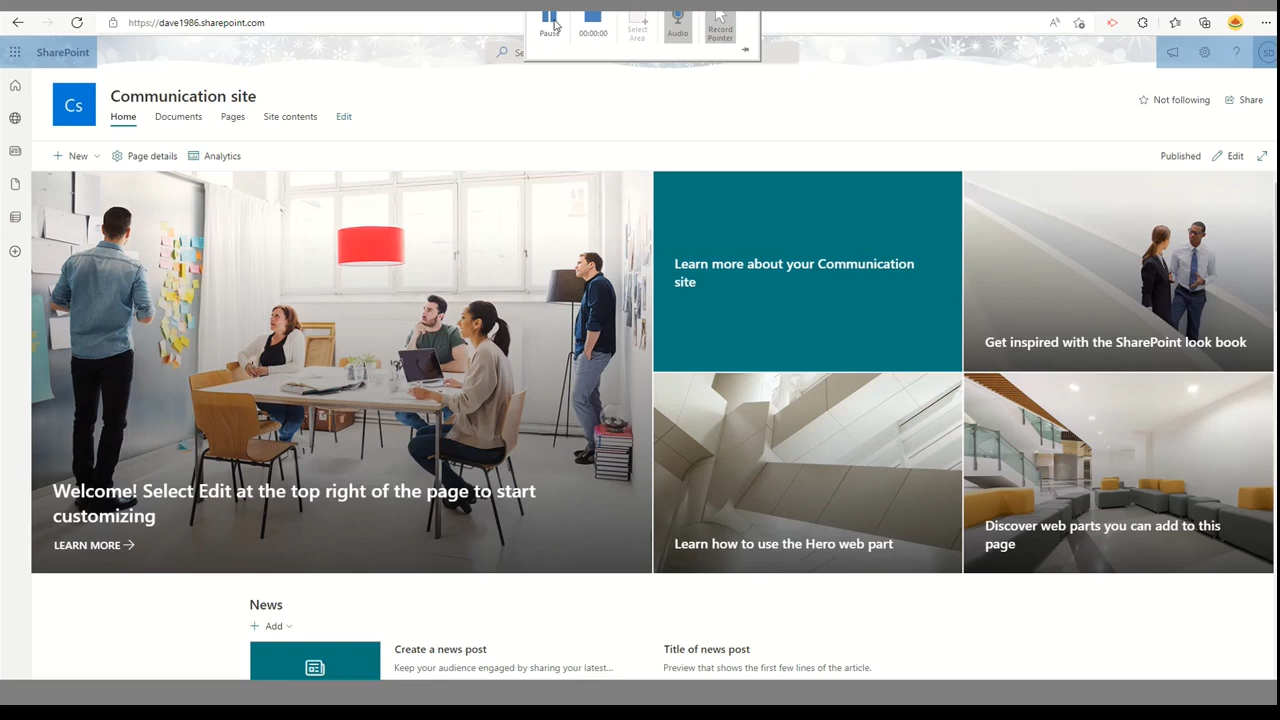 https://dave1986.sharepoint.com
Pause
00:00:00
Select
Area
Audio
Record
Pointer
SharePoint
Se
SD
Cs
Communication site
Not following
Share
Home
Documents
Pages
Site contents
Edit
New
Page details
Analytics
Published
Edit
Learn more about your Communication
site
Get inspired with the SharePoint look book
Welcome! Select Edit at the top right of the page to start
customizing
LEARN MORE
Learn how to use the Hero web part
Discover web parts you can add to this
page
News
Add
Create a news post
Keep your audience engaged by sharing your latest...
Title of news post
Preview that shows the first few lines of the article.